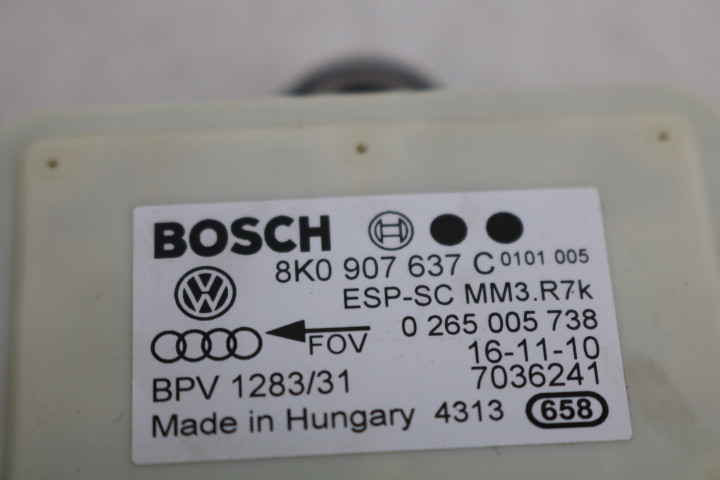 BOSCH
8K0 907 637 C 0101 005
ESP-SC MM3.R7k
0 265 005 738
FOV
16-11-10
BPV 1283/31 7036241
Made in Hungary 4313 658